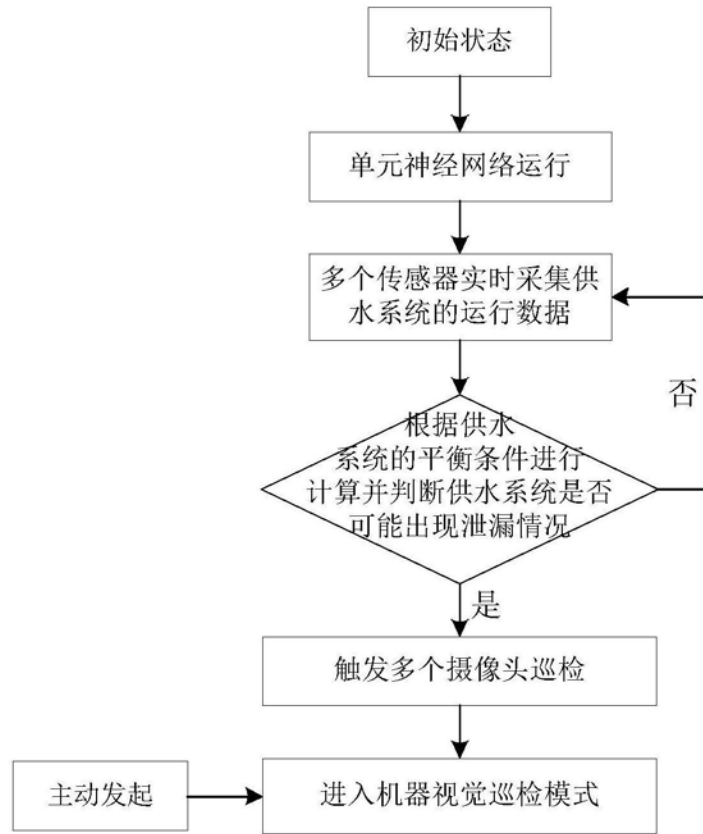 初始状态
单元神经网络运行
多个传感器实时采集供
水系统的运行数据
否
根据供水
系统的平衡条件进行
计算并判断供水系统是否
可能出现泄漏情况
是
触发多个摄像头巡检
主动发起
进入机器视觉巡检模式